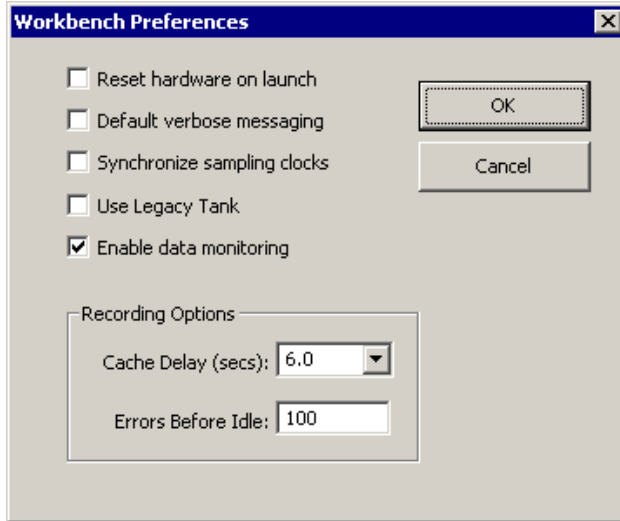 Workbench Preferences
Reset hardware on launch
OK
Default verbose messaging
Synchronize sampling clocks
Cancel
Use Legacy Tank
Enable data monitoring
Recording Options
Cache Delay (secs): 6.0
Errors Before Idle: 100